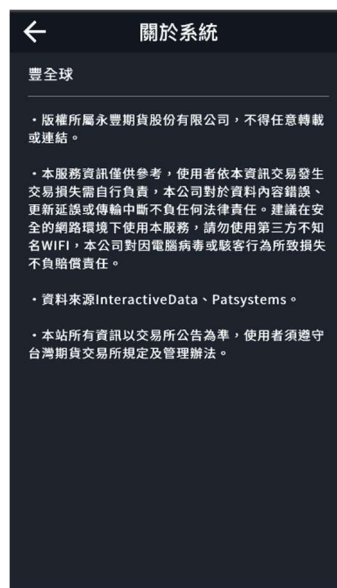 關於系統
豐全球
・版權所屬永豐期貨股份有限公司，不得任意轉載
或連結。
・本服務資訊僅供參考，使用者依本資訊交易發生
交易損失需自行負責，本公司對於資料內容錯誤、
更新延誤或傳輸中斷不負任何法律責任。建議在安
全的網路環境下使用本服務，請勿使用第三方不知
名WIFI，本公司對因電腦病毒或駭客行為所致損失
不負賠償責任。
・資料來源InteractiveData、Patsystems。
・本站所有資訊以交易所公告為準，使用者須遵守
台灣期貨交易所規定及管理辦法。